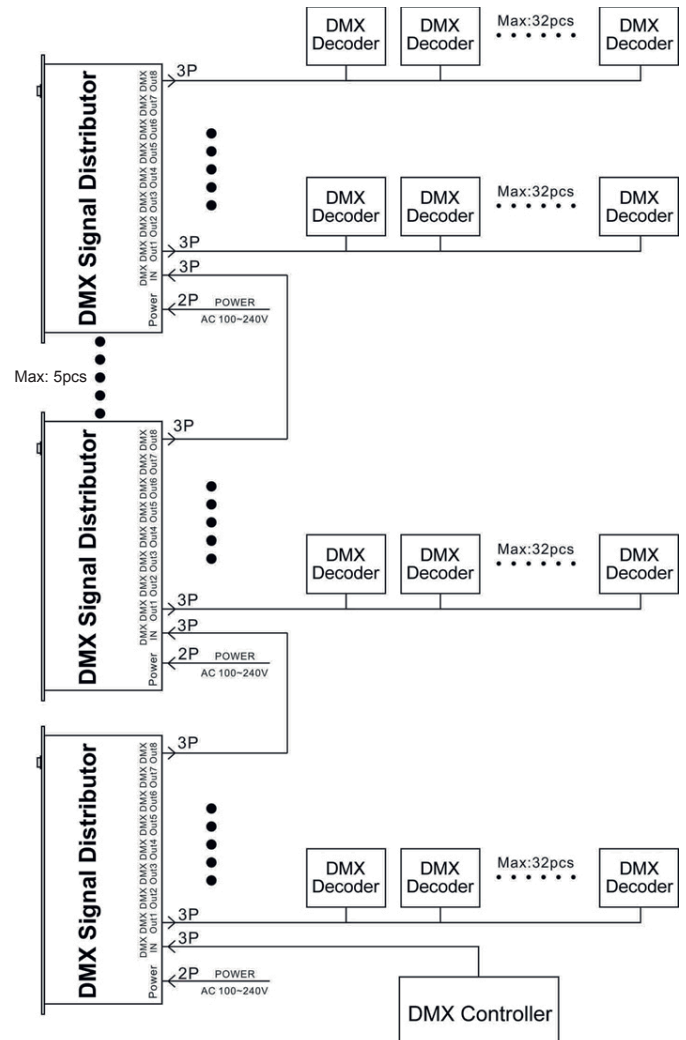 DMX Decoder
DMX Decoder
Max:32pcs
DMX Decoder
DMX Signal Distributor
DMX Out8
DMX Out7
DMX Out6
DMX Out5
DMX Out4
DMX Out3
DMX Out2
DMX Out1
DMX IN
Power
3P
DMX Decoder
DMX Decoder
Max:32pcs
DMX Decoder
3P
3P
2P
POWER
AC 100~240V
Max: 5pcs
DMX Signal Distributor
DMX Out8
DMX Out7
DMX Out6
DMX Out5
DMX Out4
DMX Out3
DMX Out2
DMX Out1
DMX IN
Power
3P
DMX Decoder
DMX Decoder
Max:32pcs
DMX Decoder
3P
3P
2P
POWER
AC 100~240V
DMX Signal Distributor
DMX Out8
DMX Out7
DMX Out6
DMX Out5
DMX Out4
DMX Out3
DMX Out2
DMX Out1
DMX IN
Power
3P
DMX Decoder
DMX Decoder
Max:32pcs
DMX Decoder
3P
3P
2P
POWER
AC 100~240V
DMX Controller